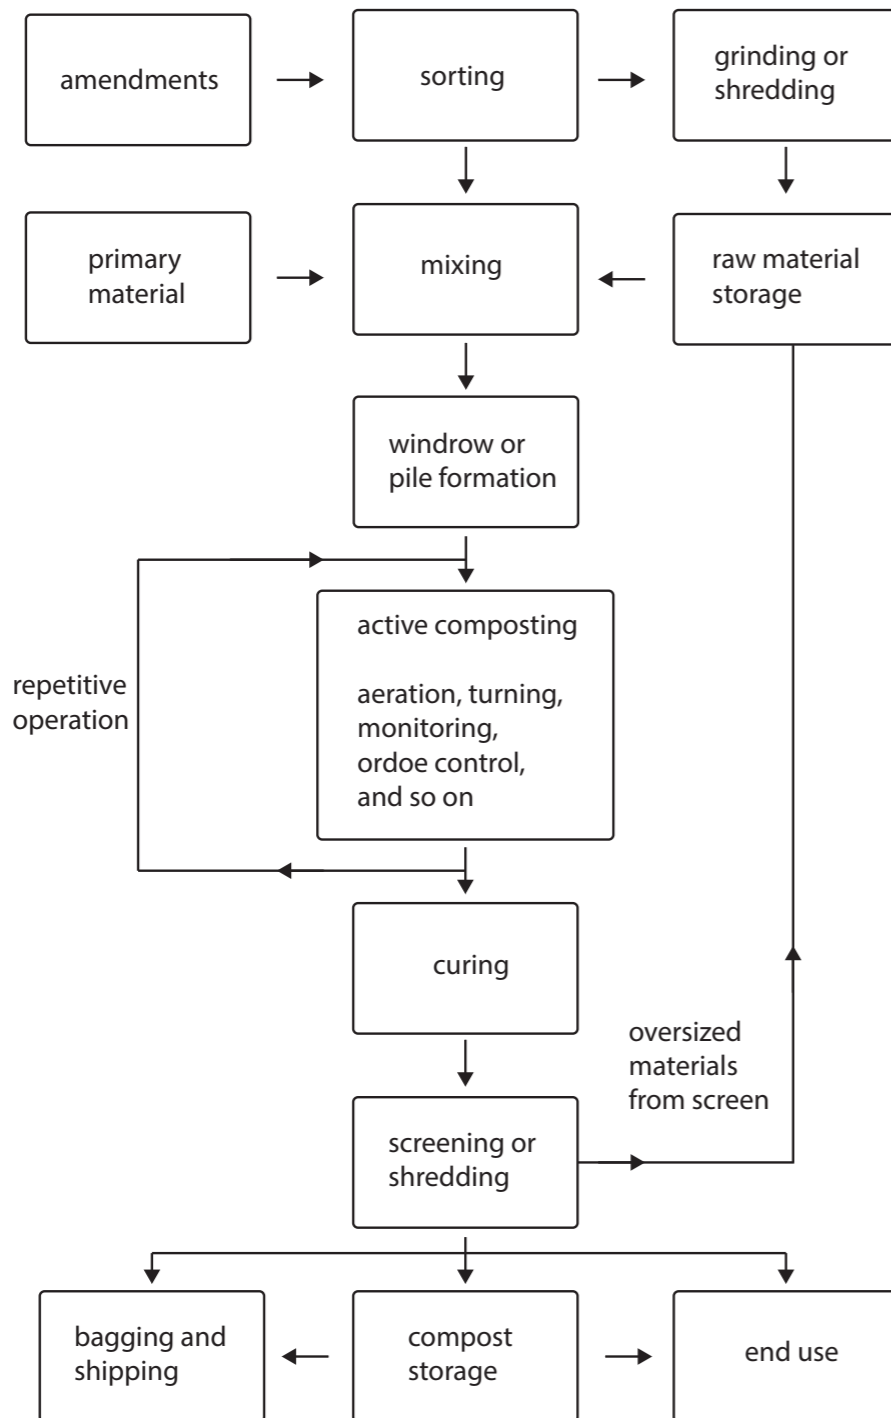 amendments
sorting
grinding or
shredding
primary
material
mixing
raw material
storage
windrow or
pile formation
repetitive
operation
active composting
aeration, turning,
monitoring,
ordoe control,
and so on
curing
oversized
materials
from screen
screening or
shredding
bagging and
shipping
compost
storage
end use